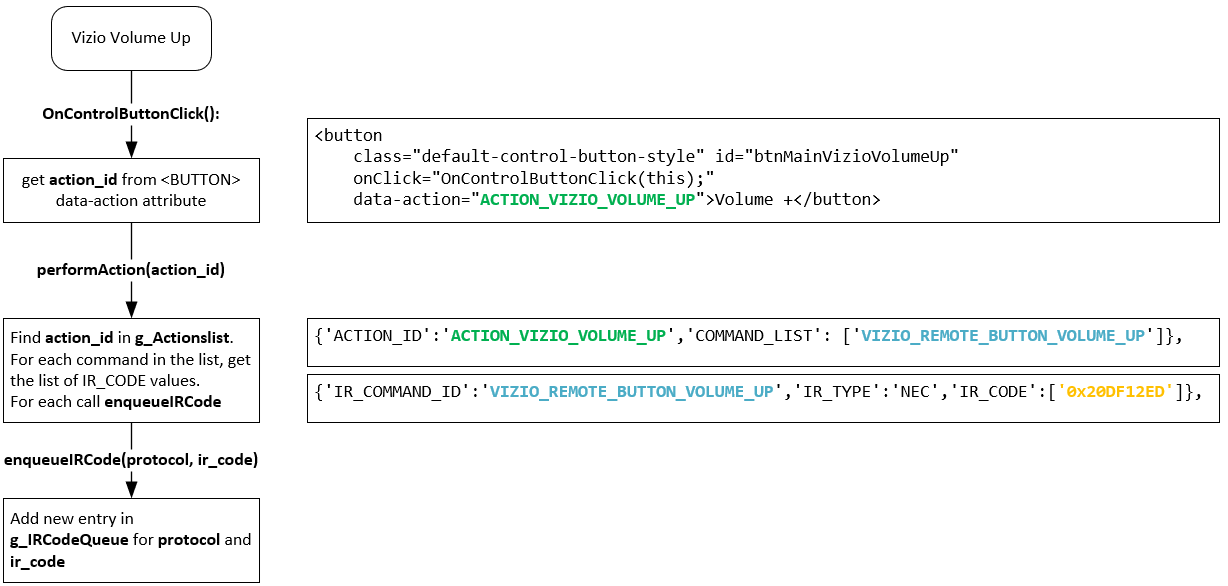 Vizio Volume Up
OnControlButtonClick():
get action_id from <BUTTON>
data-action attribute
<button
class="default-control-button-style" id="btnMainVizioVolumeUp"
onClick="OnControlButtonClick(this);"
data-action="ACTION_VIZIO_VOLUME_UP">Volume +</button>
performAction(action_id)
Find action_id in g_Actionslist.
For each command in the list, get
the list of IR_CODE values.
For each call enqueueIRCode
{'ACTION_ID':'ACTION_VIZIO_VOLUME_UP','COMMAND_LIST': ['VIZIO_REMOTE_BUTTON_VOLUME_UP']},
{'IR_COMMAND_ID':'VIZIO_REMOTE_BUTTON_VOLUME_UP','IR_TYPE':'NEC','IR_CODE':['0x20DF12ED']},
enqueueIRCode(protocol, ir_code)
Add new entry in
g_IRCodeQueue for protocol and
ir_code